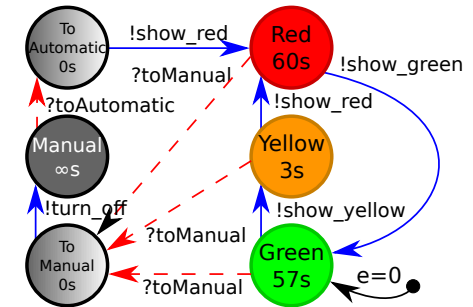 To
Automatic
0s
!show_red
Red
60s
!show_green
?toManual
?toAutomatic
!show_red
Manual
∞s
Yellow
3s
!turn_off
!show_yellow
?toManual
To
Manual
0s
Green
57s
e=0
?toManual